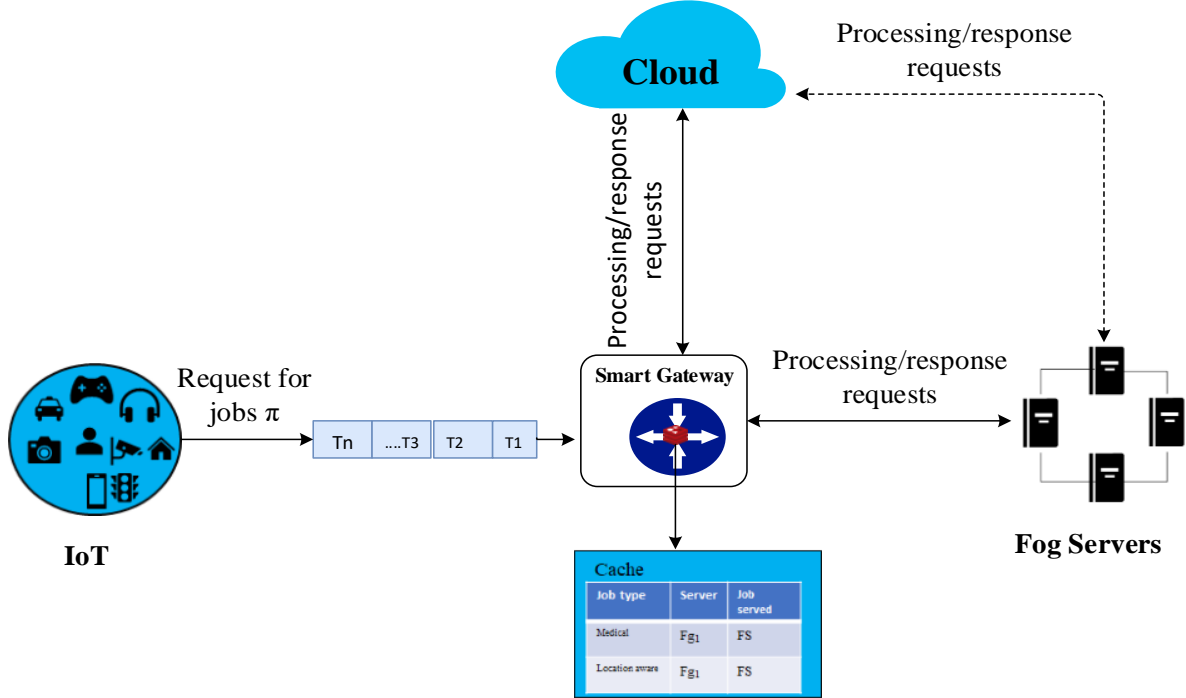 Cloud
Processing/response
requests
Processing/response
requests
Smart Gateway
Processing/response
requests
Request for
jobs π
Tn ....T3 T2 T1
IoT
Fog Servers
Cache
Job type Server Job
served
Medical Fg1 FS
Location aware Fg1 FS